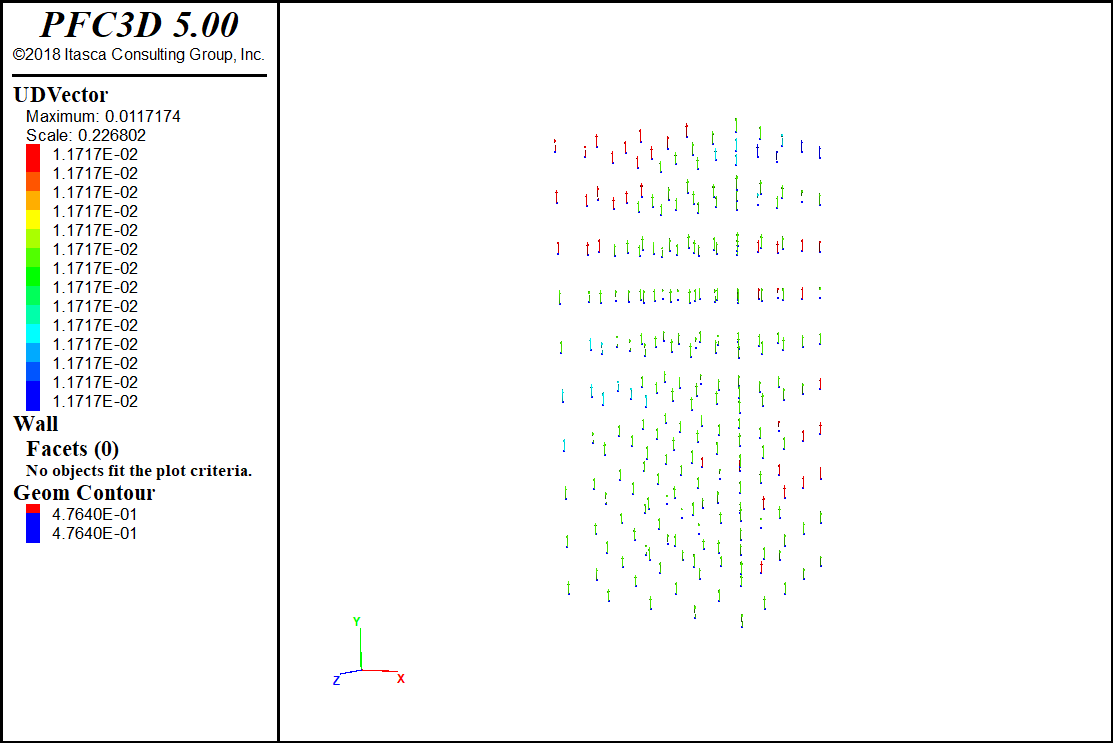 PFC3D 5.00
©2018 Itasca Consulting Group, Inc.
UDVector
Maximum: 0.0117174
Scale: 0.226802
1.1717E-02
1.1717E-02
1.1717E-02
1.1717E-02
1.1717E-02
1.1717E-02
1.1717E-02
1.1717E-02
1.1717E-02
1.1717E-02
1.1717E-02
1.1717E-02
1.1717E-02
1.1717E-02
Wall
Facets (0)
No objects fit the plot criteria.
Geom Contour
4.7640E-01
4.7640E-01
Y
Z
X